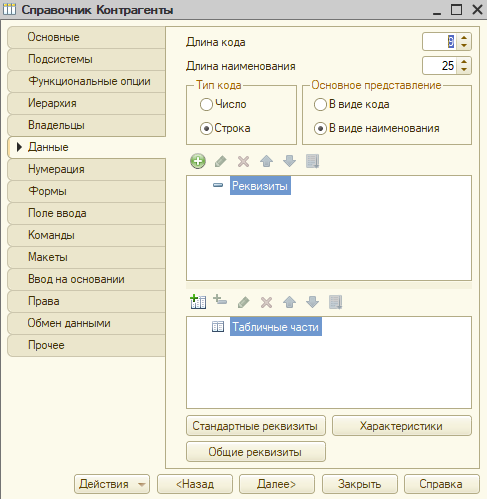 Справочник Контрагенты
Основные
Подсистемы
Функциональные опции
Иерархия
Владельцы
Данные
Нумерация
Формы
Поле ввода
Команды
Макеты
Ввод на основании
Права
Обмен данными
Прочее
Длина кода 9
Длина наименования 25
Тип кода
Число
Строка
Основное представление
В виде кода
В виде наименования
Реквизиты
Табличные части
Стандартные реквизиты
Характеристики
Общие реквизиты
Действия
<Назад
Далее>
Закрыть
Справка